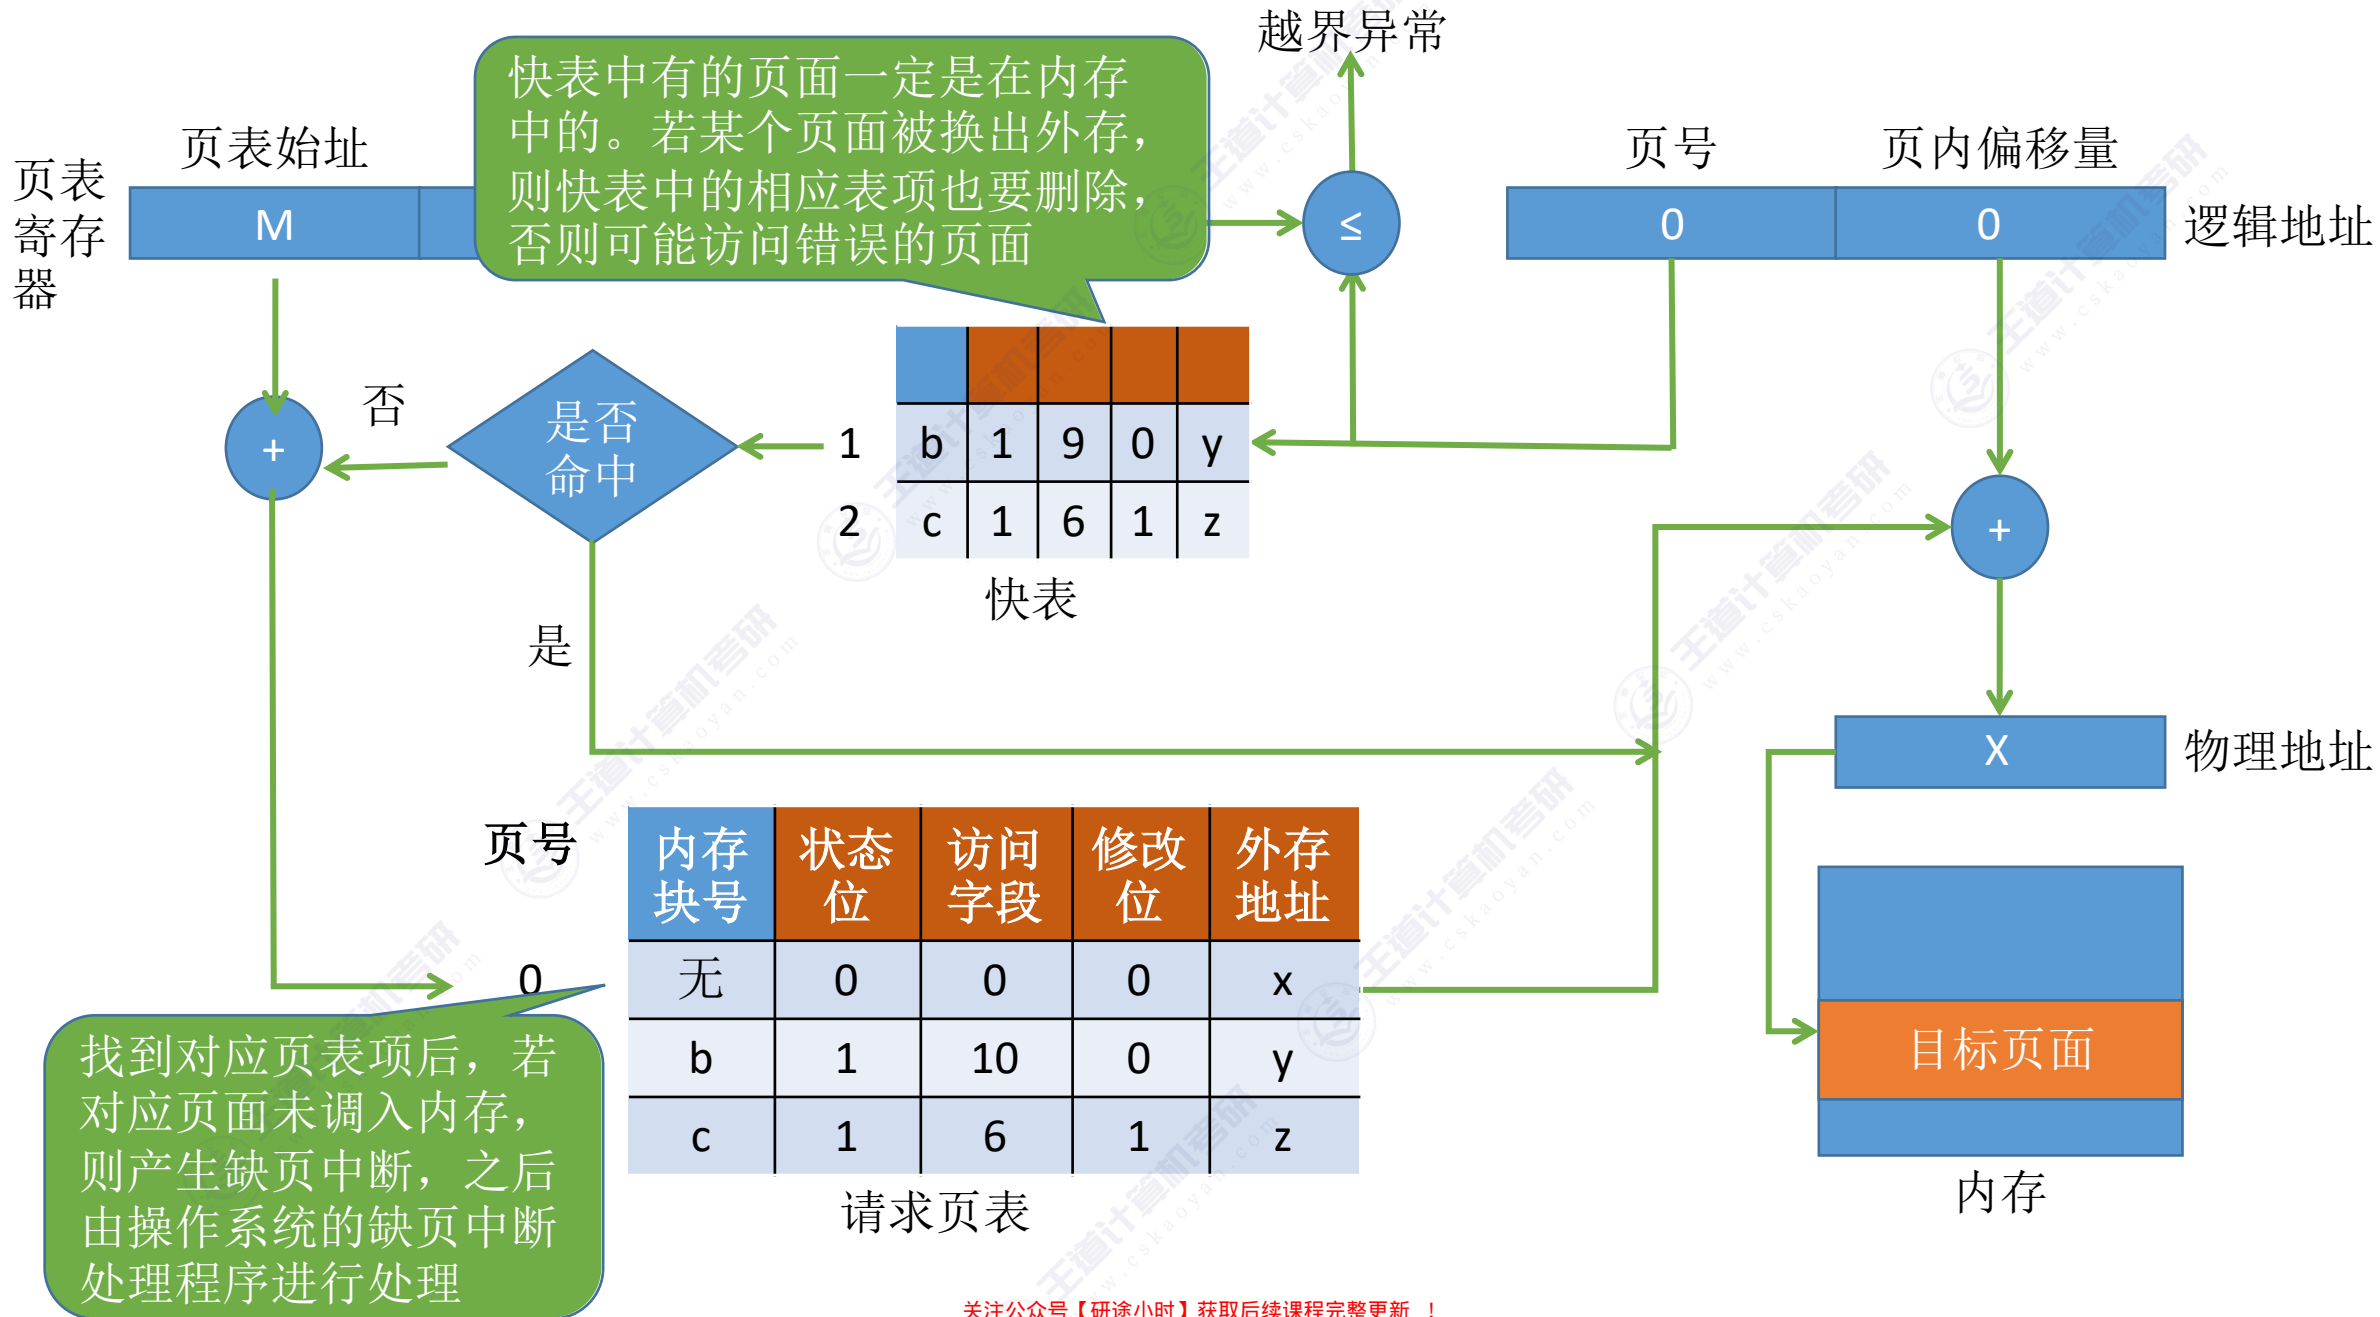 越界异常
快表中有的页面一定是在内存
中的。若某个页面被换出外存，
则快表中的相应表项也要删除，
否则可能访问错误的页面
页表始址
页表
寄存
器
M
≤
页号 页内偏移量
0 0
逻辑地址
+
否
是否
命中
是
1 b 1 9 0 y
2 c 1 6 1 z
快表
+
X
物理地址
页号
内存
块号
状态
位
访问
字段
修改
位
外存
地址
0 无 0 0 0 x
b 1 10 0 y
c 1 6 1 z
请求页表
找到对应页表项后，若
对应页面未调入内存，
则产生缺页中断，之后
由操作系统的缺页中断
处理程序进行处理
目标页面
内存
关注公众号【研途小时】获取后续课程完整更新 ！
王道计算机考研
www.cskaoyan.com